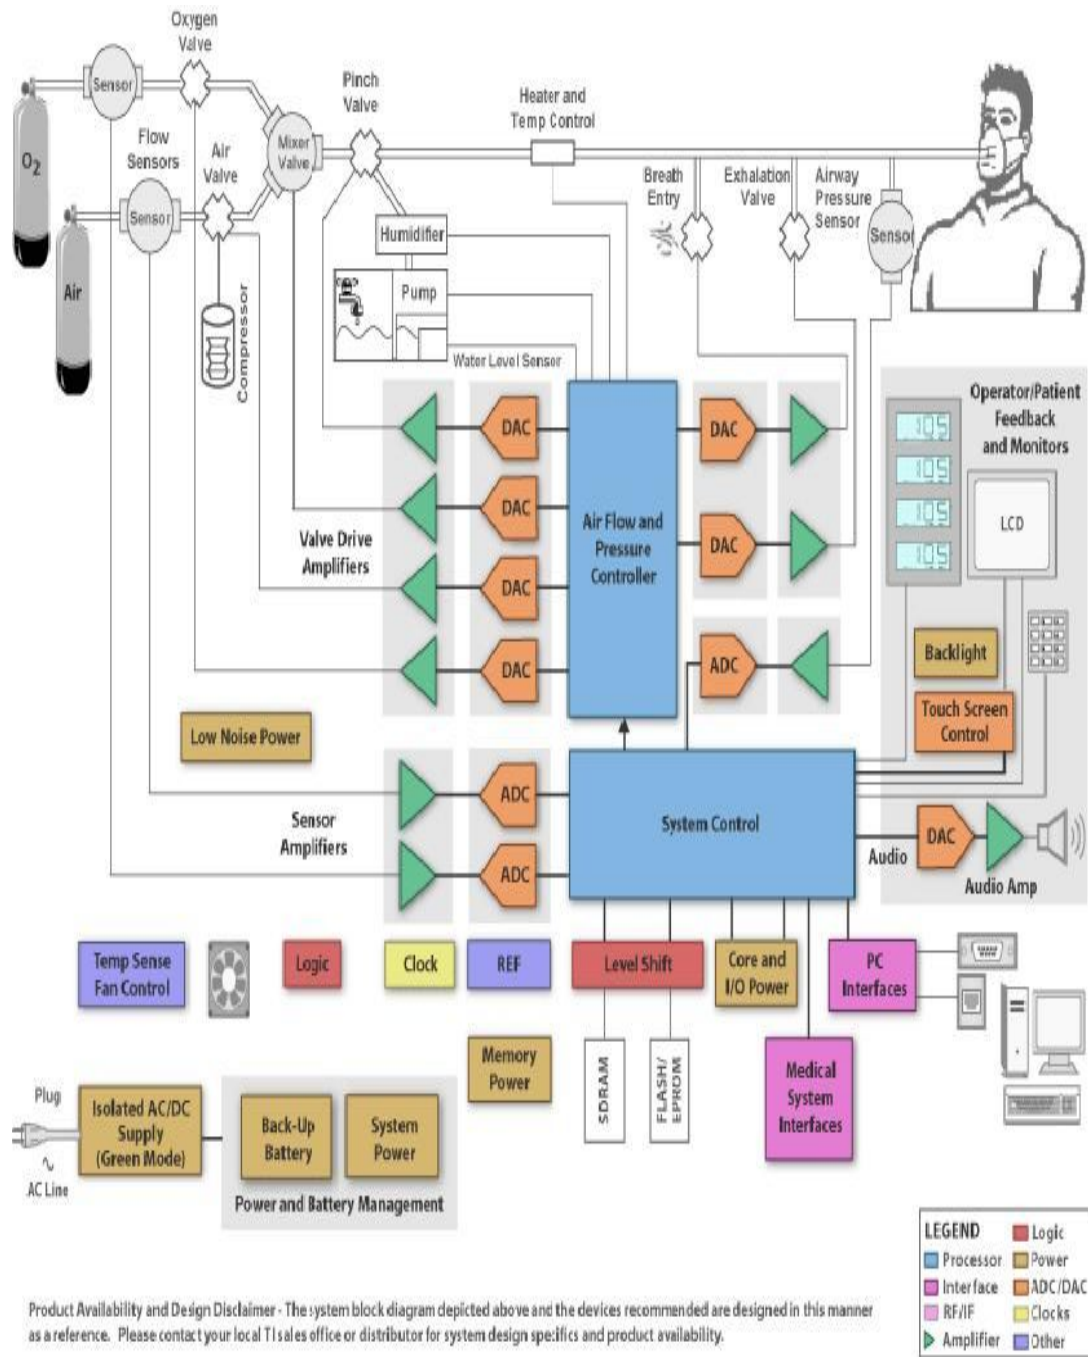 Oxygen
Valve
Sensor
Pinch
Valve
Heater and
Temp Control
Mixer
Valve
O2
Flow
Sensors
Air
Valve
Breath
Entry
Exhalation
Valve
Airway
Pressure
Sensor
Sensor
Sensor
Humidifier
Air
Pump
Compressor
Water Level Sensor
Operator/Patient
Feedback
and Monitors
DAC
DAC
105
105
105
105
LCD
DAC
Air Flow and
Pressure
Controller
Valve Drive
Amplifiers
DAC
DAC
DAC
ADC
Backlight
Touch Screen
Control
Low Noise Power
ADC
Sensor
Amplifiers
System Control
ADC
Audio
DAC
Audio Amp
Temp Sense
Fan Control
Logic
Clock
REF
Level Shift
Core and
I/O Power
PC
Interfaces
Memory
Power
SDRAM
FLASH/
EPROM
Medical
System
Interfaces
Plug
AC Line
Isolated AC/DC
Supply
(Green Mode)
Back-Up
Battery
System
Power
Power and Battery Management
LEGEND
Logic
Processor
Power
Interface
ADC/DAC
RF/IF
Clocks
Amplifier
Other
Product Availability and Design Disclaimer - The system block diagram depicted above and the devices recommended are designed in this manner
as a reference. Please contact your local TI sales office or distributor for system design specifics and product availability.